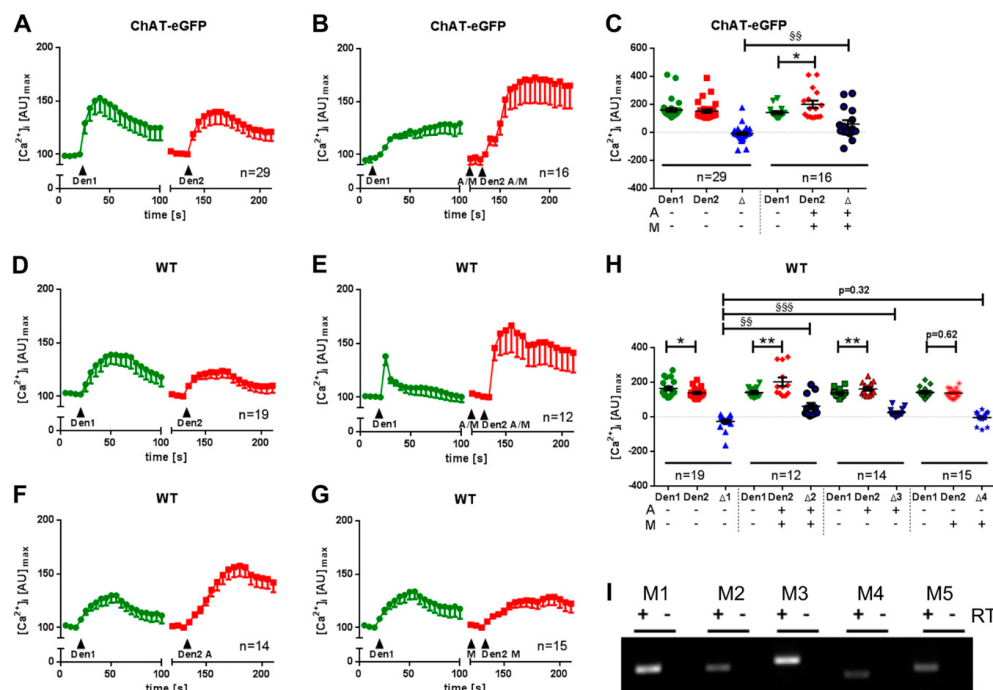 A
ChAT-eGFP
[Ca²⁺]ᵢ [AU]max
200
150
100
0
Den1
Den2
n=29
0 50 100 150 200
time [s]
B
ChAT-eGFP
[Ca²⁺]ᵢ [AU]max
200
150
100
0
Den1
A/M
Den2 A/M
n=16
0 50 100 150 200
time [s]
C
ChAT-eGFP
[Ca²⁺]ᵢ [AU]max
600
400
200
0
-200
-400
§§
*
n=29
n=16
Den1 Den2 Δ Den1 Den2 Δ
A - - - - + +
M - - - - + +
D
WT
[Ca²⁺]ᵢ [AU]max
200
150
100
0
Den1
Den2
n=19
0 50 100 150 200
time [s]
E
WT
[Ca²⁺]ᵢ [AU]max
200
150
100
0
Den1
A/M
Den2 A/M
n=12
0 50 100 150 200
time [s]
H
WT
[Ca²⁺]ᵢ [AU]max
400
200
0
-200
-400
p=0.32
§§§
§§
*
**
**
p=0.62
n=19
n=12
n=14
n=15
Den1 Den2 Δ1 Den1 Den2 Δ2 Den1 Den2 Δ3 Den1 Den2 Δ4
A - - - - + + - + + - - -
M - - - - + + - - - - + +
F
WT
[Ca²⁺]ᵢ [AU]max
200
150
100
0
Den1
Den2 A
n=14
0 50 100 150 200
time [s]
G
WT
[Ca²⁺]ᵢ [AU]max
200
150
100
0
Den1
M
Den2 M
n=15
0 50 100 150 200
time [s]
I
M1 M2 M3 M4 M5
+ - + - + - + - + - RT